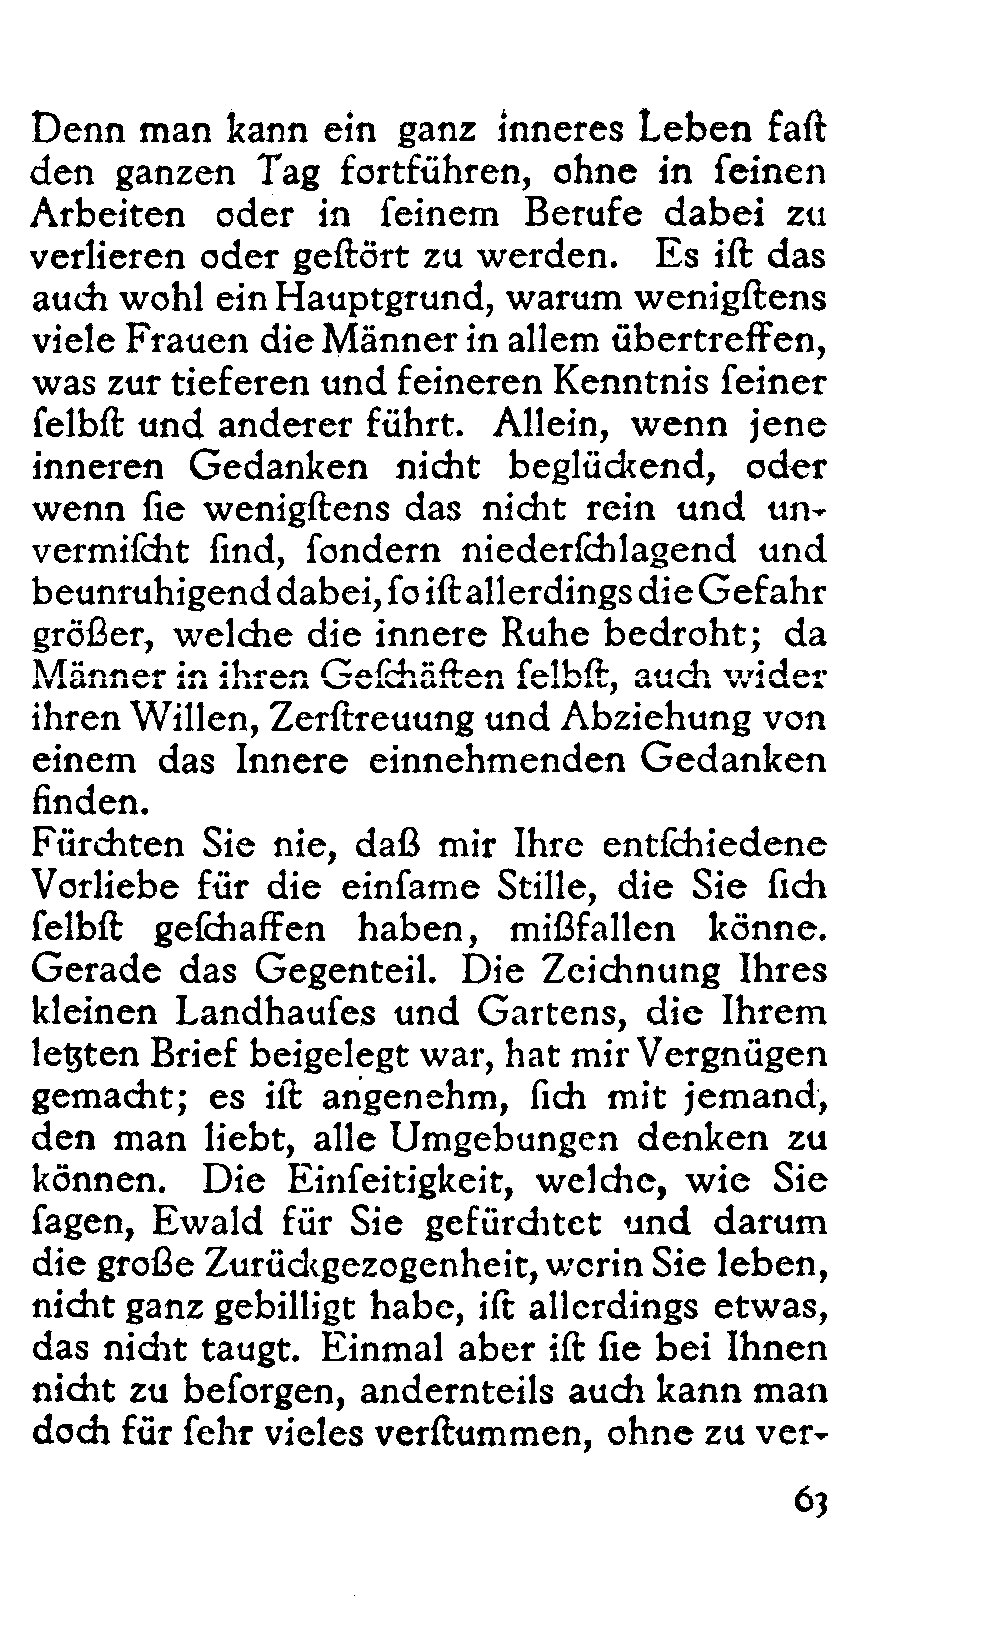 Denn man kann ein ganz inneres Leben faſt
den ganzen Tag fortführen, ohne in ſeinen
Arbeiten oder in ſeinem Berufe dabei zu
verlieren oder geſtört zu werden. Es iſt das
auch wohl ein Hauptgrund, warum wenigſtens
viele Frauen die Männer in allem übertreffen,
was zur tieferen und feineren Kenntnis ſeiner
ſelbſt und anderer führt. Allein, wenn jene
inneren Gedanken nicht beglückend, oder
wenn ſie wenigſtens das nicht rein und un-
vermiſcht ſind, ſondern niederſchlagend und
beunruhigend dabei, ſo iſt allerdings die Gefahr
größer, welche die innere Ruhe bedroht; da
Männer in ihren Geſchäften ſelbſt, auch wider
ihren Willen, Zerſtreuung und Abziehung von
einem das Innere einnehmenden Gedanken
finden.
Fürchten Sie nie, daß mir Ihre entſchiedene
Vorliebe für die einſame Stille, die Sie ſich
ſelbſt geſchaffen haben, mißfallen könne.
Gerade das Gegenteil. Die Zeichnung Ihres
kleinen Landhauſes und Gartens, die Ihrem
letzten Brief beigelegt war, hat mir Vergnügen
gemacht; es iſt angenehm, ſich mit jemand,
den man liebt, alle Umgebungen denken zu
können. Die Einſeitigkeit, welche, wie Sie
ſagen, Ewald für Sie gefürchtet und darum
die große Zurückgezogenheit, worin Sie leben,
nicht ganz gebilligt habe, iſt allerdings etwas,
das nicht taugt. Einmal aber iſt ſie bei Ihnen
nicht zu beſorgen, andernteils auch kann man
doch für ſehr vieles verſtummen, ohne zu ver-
63